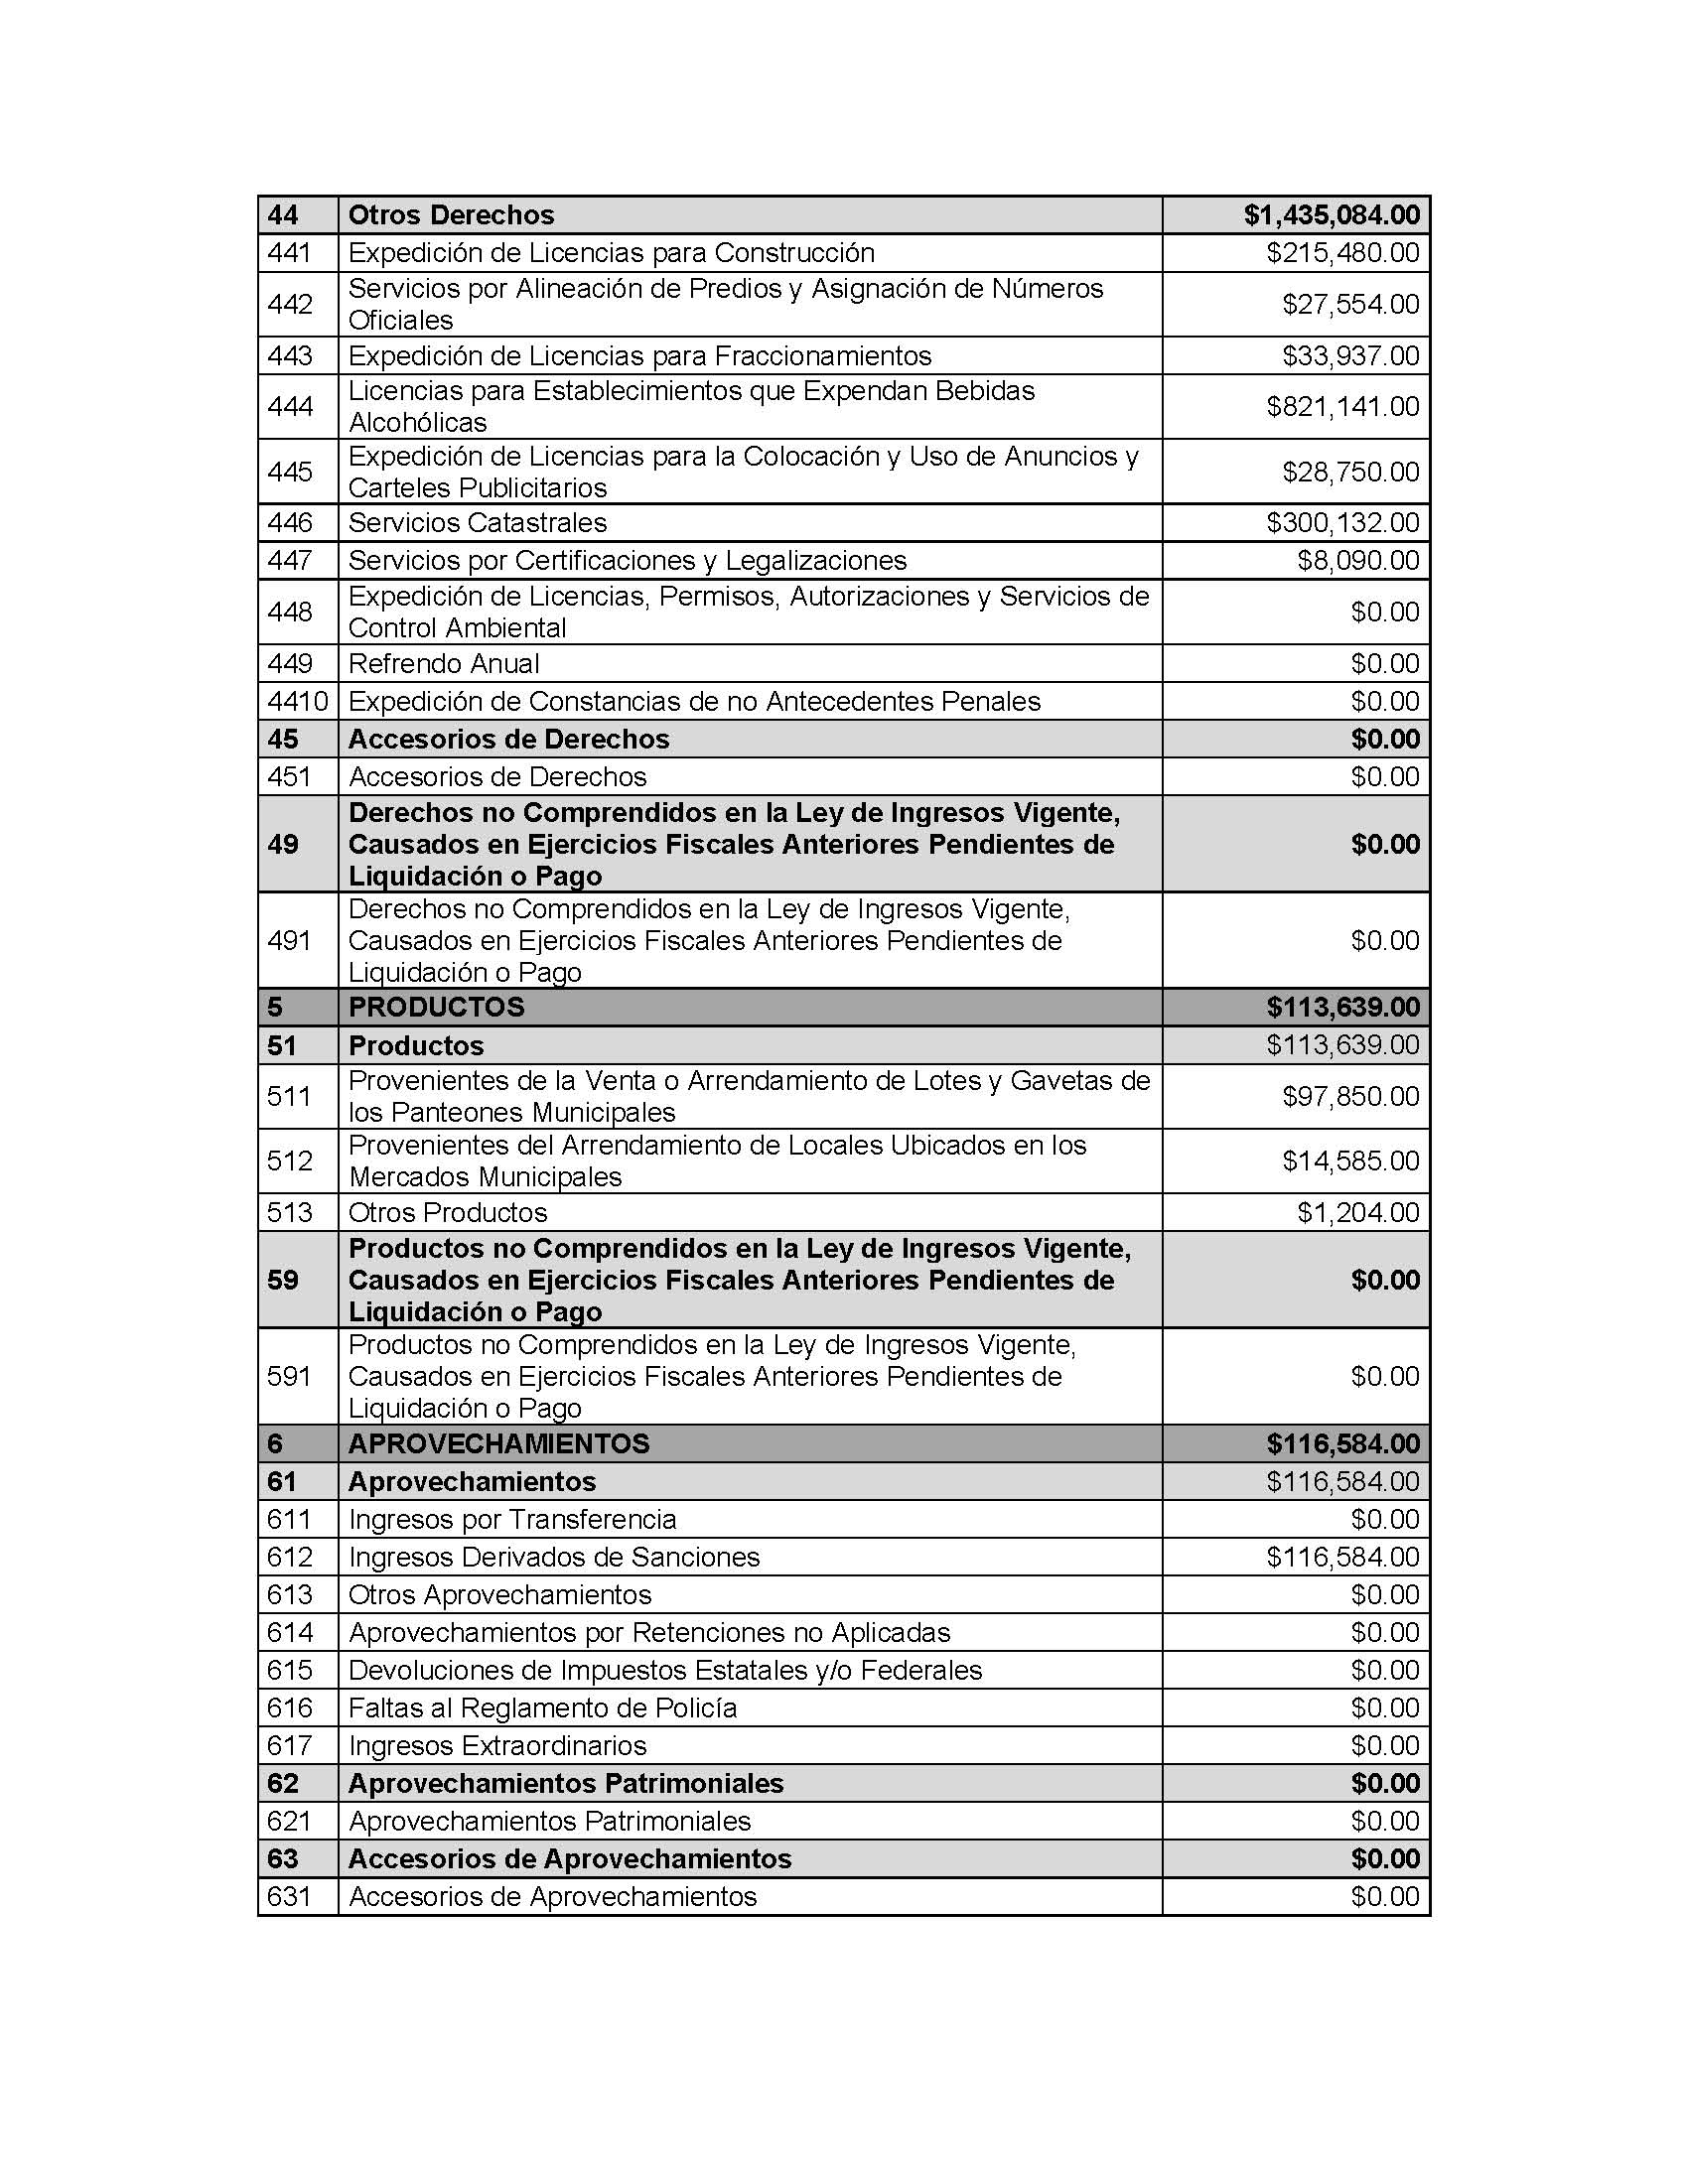 44 Otros Derechos $1,435,084.00
441 Expedición de Licencias para Construcción $215,480.00
442 Servicios por Alineación de Predios y Asignación de Números
Oficiales $27,554.00
443 Expedición de Licencias para Fraccionamientos $33,937.00
444 Licencias para Establecimientos que Expendan Bebidas
Alcohólicas $821,141.00
445 Expedición de Licencias para la Colocación y Uso de Anuncios y
Carteles Publicitarios $28,750.00
446 Servicios Catastrales $300,132.00
447 Servicios por Certificaciones y Legalizaciones $8,090.00
448 Expedición de Licencias, Permisos, Autorizaciones y Servicios de
Control Ambiental $0.00
449 Refrendo Anual $0.00
4410 Expedición de Constancias de no Antecedentes Penales $0.00
45 Accesorios de Derechos $0.00
451 Accesorios de Derechos $0.00
Derechos no Comprendidos en la Ley de Ingresos Vigente,
49 Causados en Ejercicios Fiscales Anteriores Pendientes de $0.00
Liquidación o Pago
Derechos no Comprendidos en la Ley de Ingresos Vigente,
491 Causados en Ejercicios Fiscales Anteriores Pendientes de $0.00
Liquidación o Pago
5 PRODUCTOS $113,639.00
51 Productos $113,639.00
511 Provenientes de la Venta o Arrendamiento de Lotes y Gavetas de
los Panteones Municipales $97,850.00
512 Provenientes del Arrendamiento de Locales Ubicados en los
Mercados Municipales $14,585.00
513 Otros Productos $1,204.00
Productos no Comprendidos en la Ley de Ingresos Vigente,
59 Causados en Ejercicios Fiscales Anteriores Pendientes de $0.00
Liquidación o Pago
Productos no Comprendidos en la Ley de Ingresos Vigente,
591 Causados en Ejercicios Fiscales Anteriores Pendientes de $0.00
Liquidación o Pago
6 APROVECHAMIENTOS $116,584.00
61 Aprovechamientos $116,584.00
611 Ingresos por Transferencia $0.00
612 Ingresos Derivados de Sanciones $116,584.00
613 Otros Aprovechamientos $0.00
614 Aprovechamientos por Retenciones no Aplicadas $0.00
615 Devoluciones de Impuestos Estatales y/o Federales $0.00
616 Faltas al Reglamento de Policía $0.00
617 Ingresos Extraordinarios $0.00
62 Aprovechamientos Patrimoniales $0.00
621 Aprovechamientos Patrimoniales $0.00
63 Accesorios de Aprovechamientos $0.00
631 Accesorios de Aprovechamientos $0.00